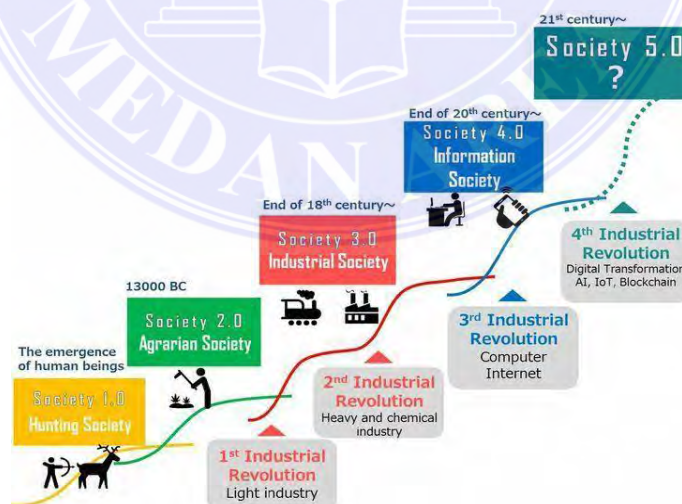 MEDAN AREA
21st century~
Society 5.0
?
End of 20th century~
Society 4.0
Information
Society
End of 18th century~
Society 3.0
Industrial Society
13000 BC
Society 2.0
Agrarian Society
The emergence
of human beings
Society 1.0
Hunting Society
1st Industrial
Revolution
Light industry
2nd Industrial
Revolution
Heavy and chemical
industry
3rd Industrial
Revolution
Computer
Internet
4th Industrial
Revolution
Digital Transformation
AI, IoT, Blockchain